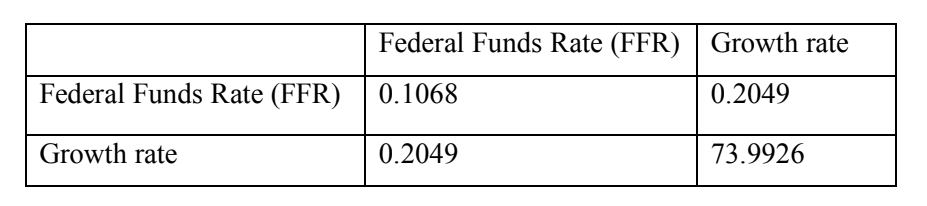 Federal Funds Rate (FFR) Growth rate
Federal Funds Rate (FFR) 0.1068 0.2049
Growth rate 0.2049 73.9926